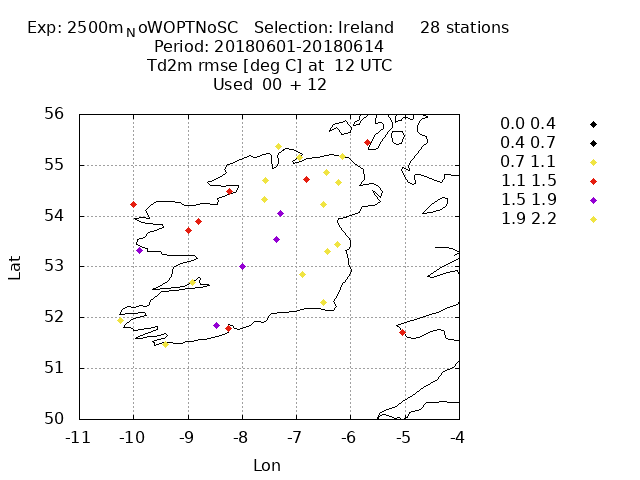 Exp: 2500m NoWOPTNoSC Selection: Ireland 28 stations
Period: 20180601-20180614
Td2m rmse [deg C] at 12 UTC
Used 00 + 12
0.0 0.4
0.4 0.7
0.7 1.1
1.1 1.5
1.5 1.9
1.9 2.2
56
55
54
53
52
51
50
Lat
-11 -10 -9 -8 -7 -6 -5 -4
Lon